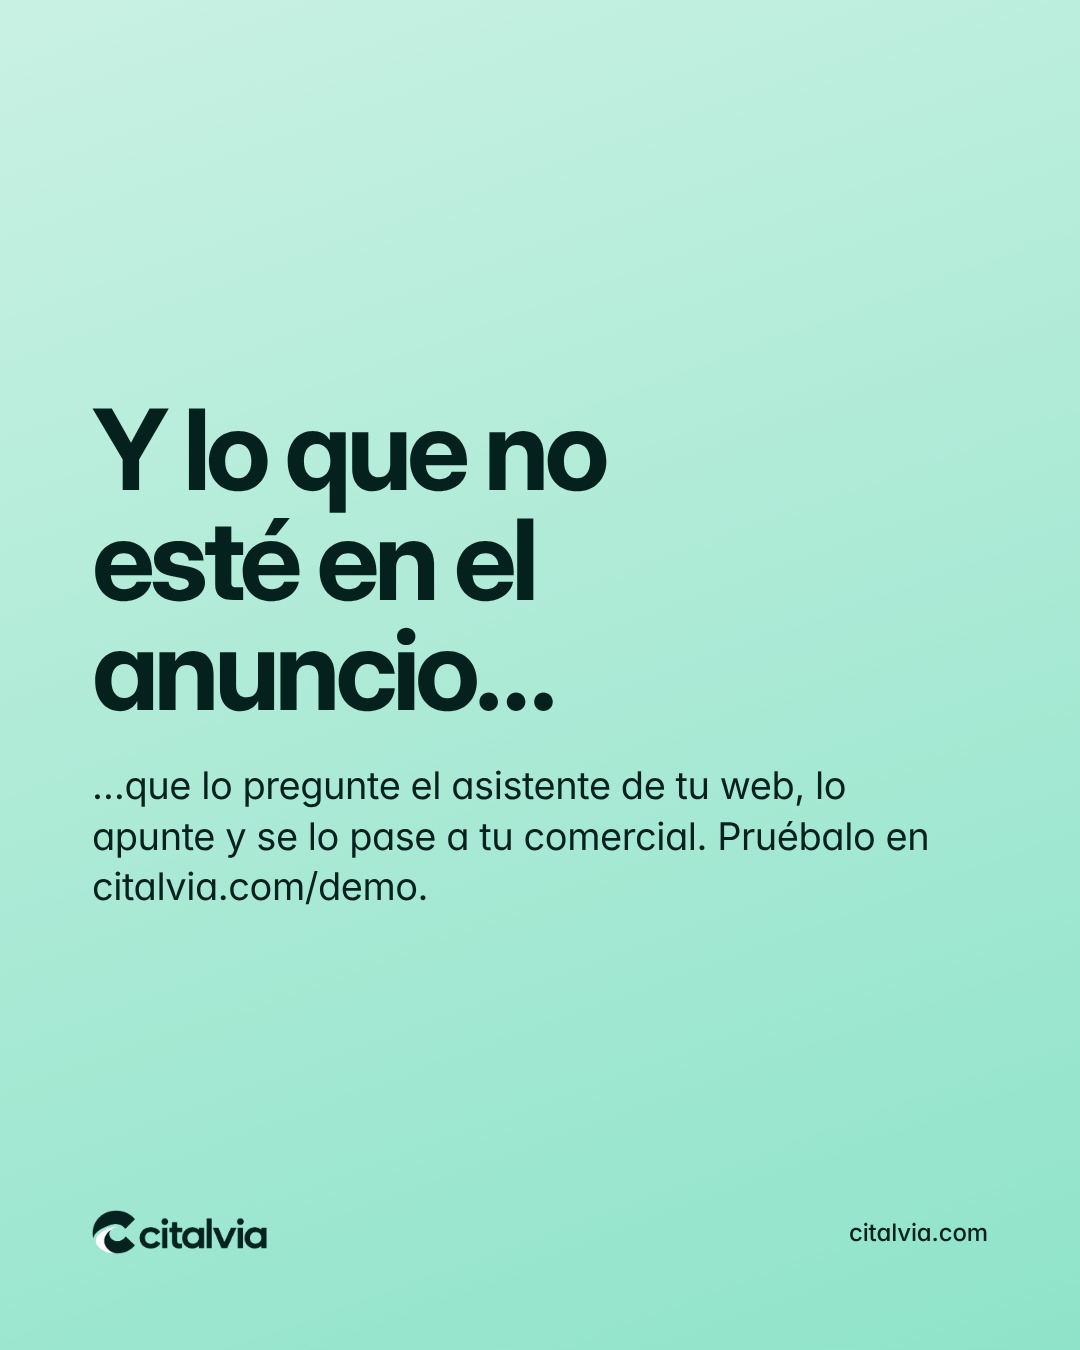 Y lo que no
esté en el
anuncio...
...que lo pregunte el asistente de tu web, lo
apunte y se lo pase a tu comercial. Pruébalo en
citalvia.com/demo.
citalvia
citalvia.com